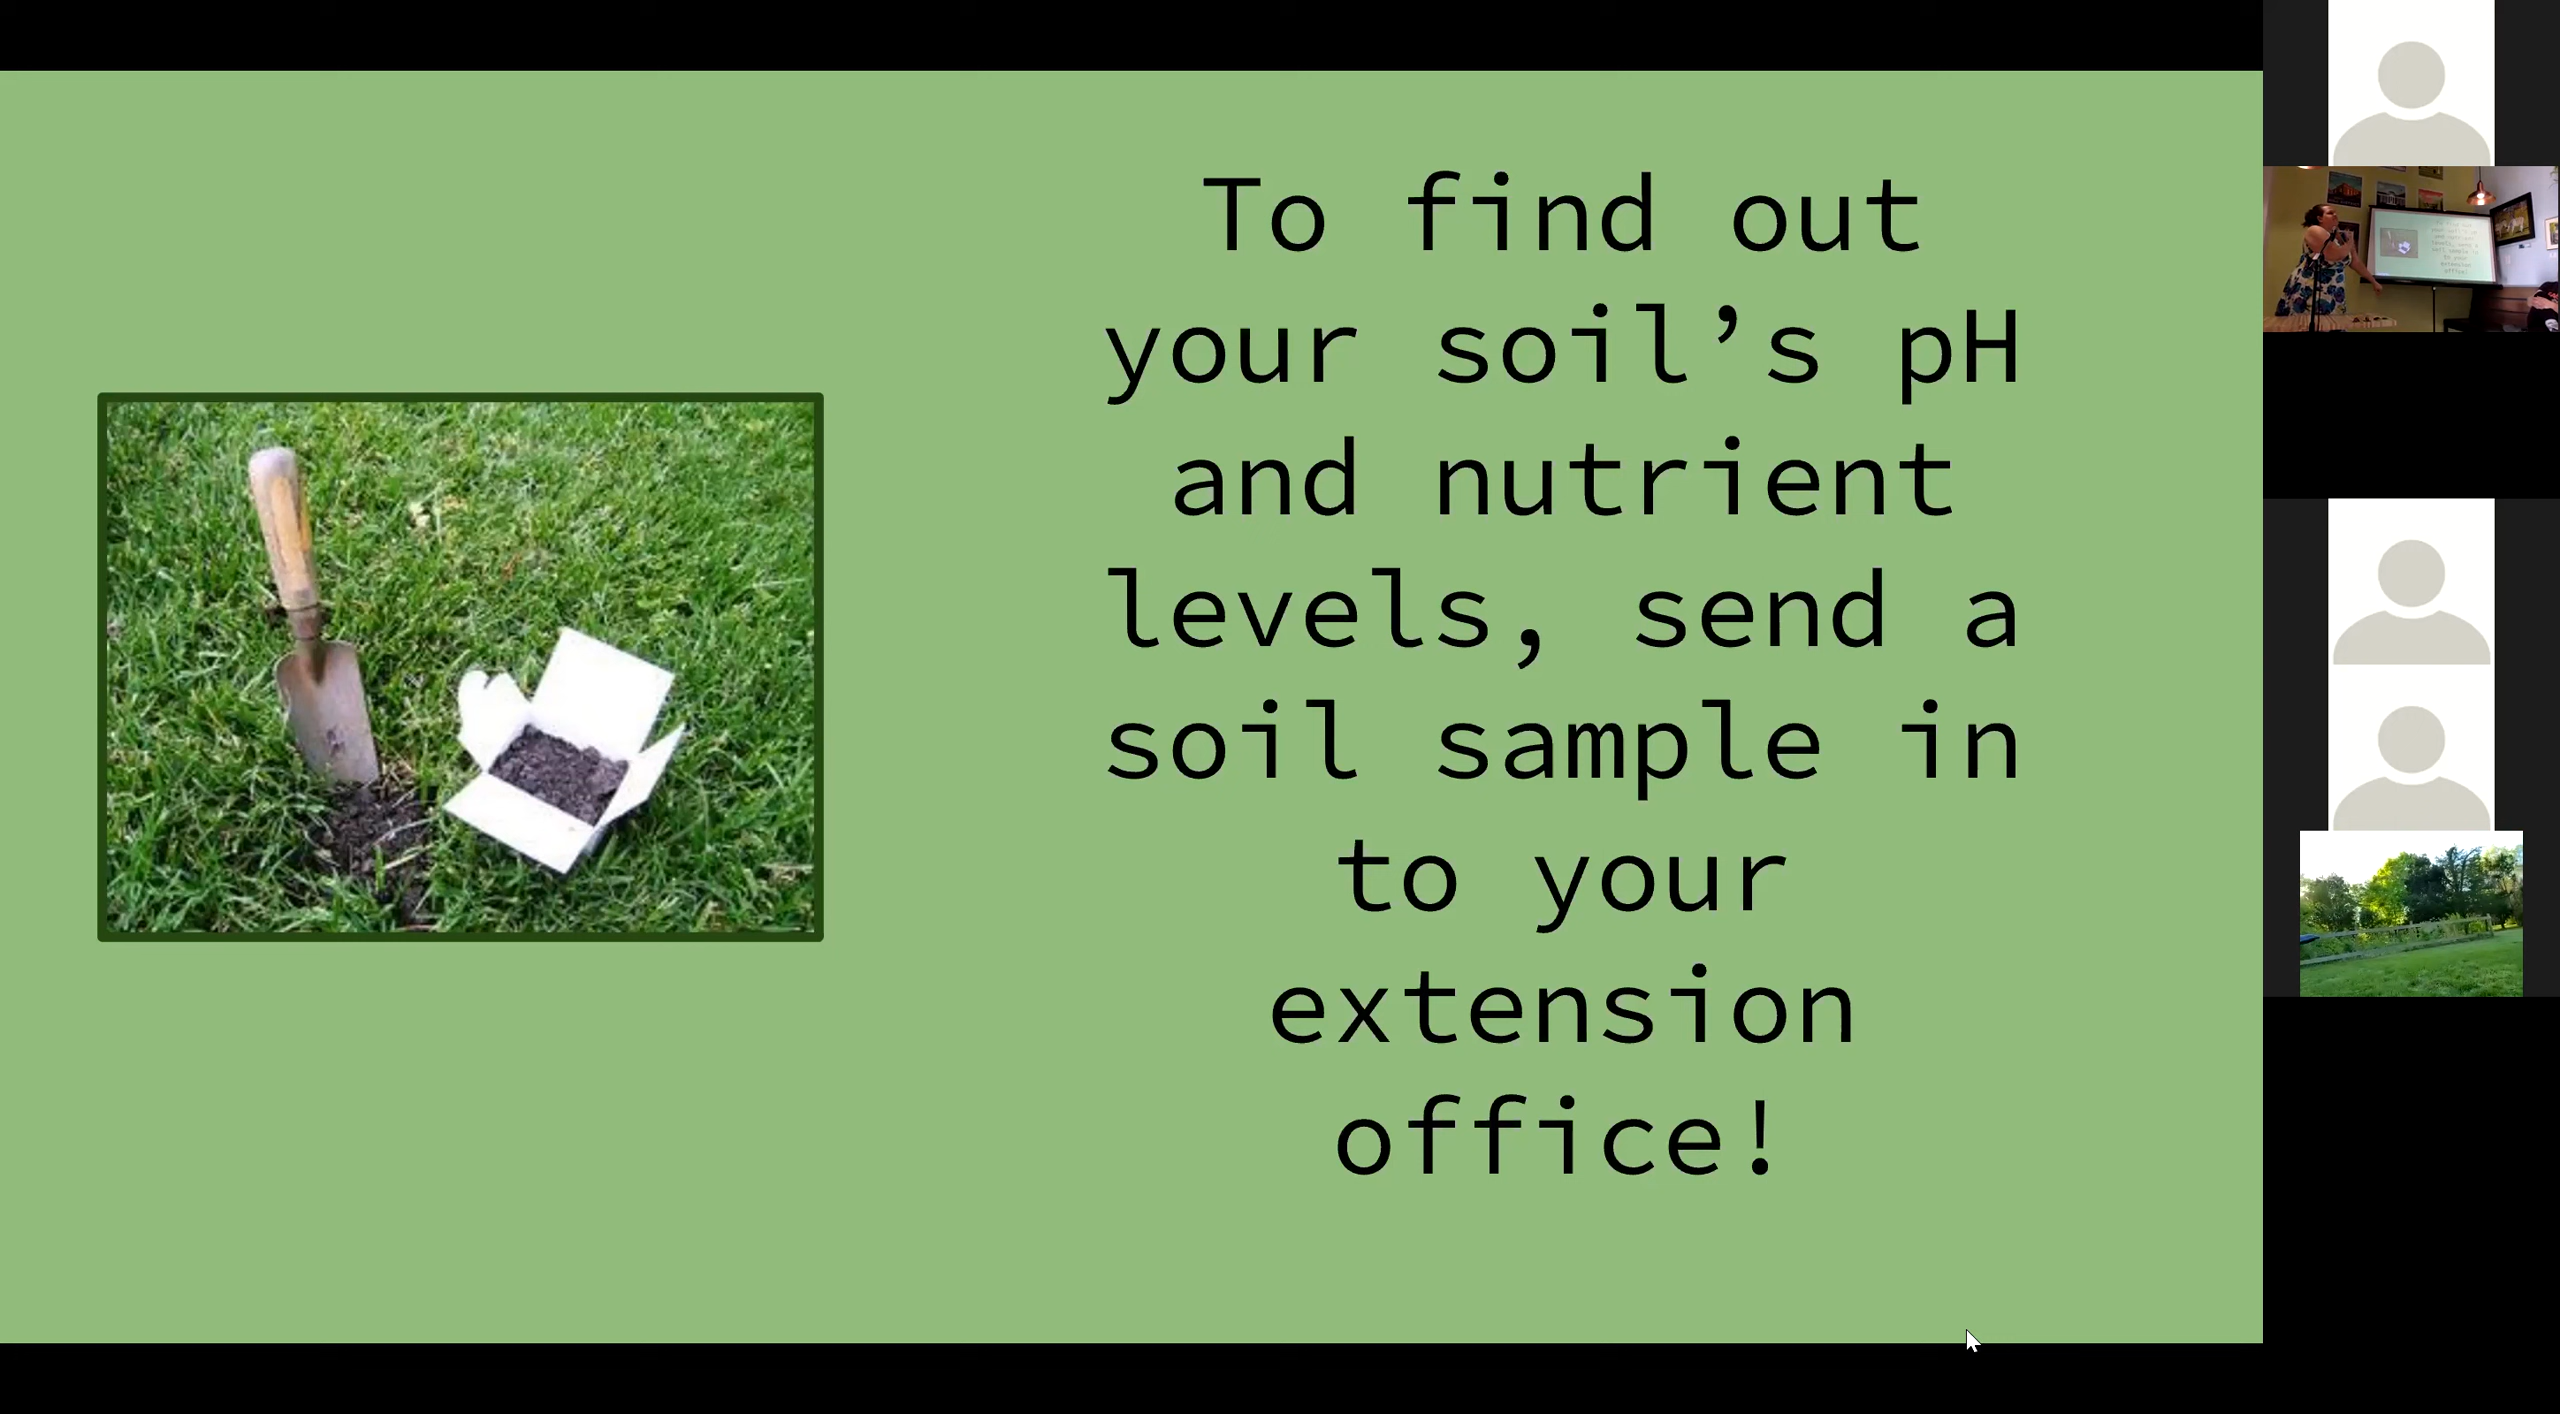 To find out
your soil’s pH
and nutrient
levels, send a
soil sample in
to your
extension
office!